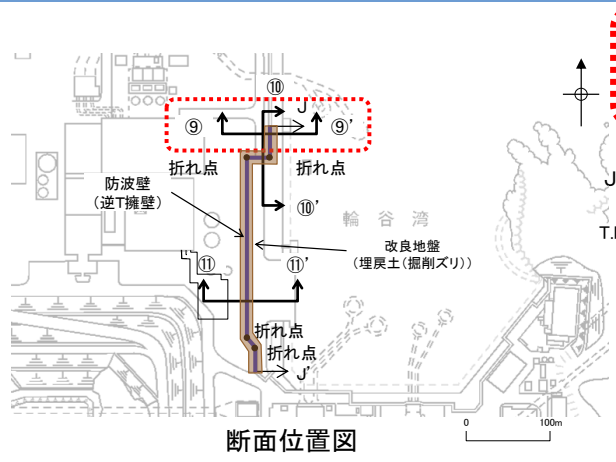 ⑩
J
⑨
⑨’
折れ点
折れ点
防波壁
(逆T擁壁)
⑩’
輪谷湾
改良地盤
(埋戻土(掘削ズリ))
⑪
⑪’
折れ点
折れ点
J’
J
T.
0
100m
断面位置図